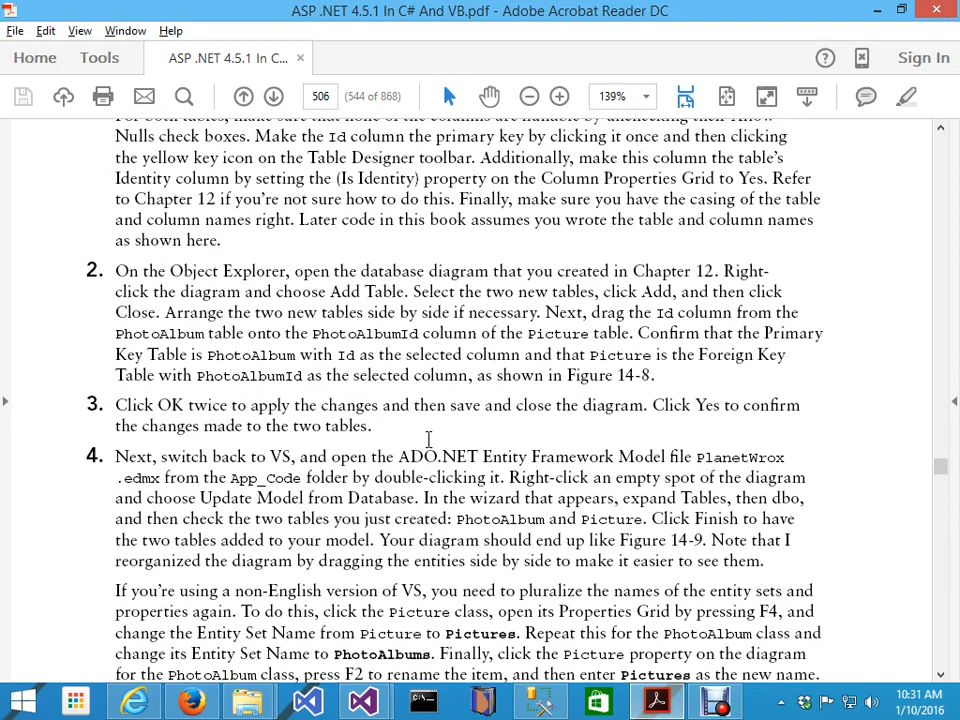 ASP .NET 4.5.1 In C# And VB.pdf - Adobe Acrobat Reader DC
File Edit View Window Help
Home Tools ASP .NET 4.5.1 In C... × Sign In
506 (544 of 868) 139%
For both tables, make sure that none of the columns are nullable by unchecking their Allow
Nulls check boxes. Make the Id column the primary key by clicking it once and then clicking
the yellow key icon on the Table Designer toolbar. Additionally, make this column the table's
Identity column by setting the (Is Identity) property on the Column Properties Grid to Yes. Refer
to Chapter 12 if you're not sure how to do this. Finally, make sure you have the casing of the table
and column names right. Later code in this book assumes you wrote the table and column names
as shown here.
2. On the Object Explorer, open the database diagram that you created in Chapter 12. Right-
click the diagram and choose Add Table. Select the two new tables, click Add, and then click
Close. Arrange the two new tables side by side if necessary. Next, drag the Id column from the
PhotoAlbum table onto the PhotoAlbumId column of the Picture table. Confirm that the Primary
Key Table is PhotoAlbum with Id as the selected column and that Picture is the Foreign Key
Table with PhotoAlbumId as the selected column, as shown in Figure 14-8.
3. Click OK twice to apply the changes and then save and close the diagram. Click Yes to confirm
the changes made to the two tables.
4. Next, switch back to VS, and open the ADO.NET Entity Framework Model file PlanetWrox
.edmx from the App_Code folder by double-clicking it. Right-click an empty spot of the diagram
and choose Update Model from Database. In the wizard that appears, expand Tables, then dbo,
and then check the two tables you just created: PhotoAlbum and Picture. Click Finish to have
the two tables added to your model. Your diagram should end up like Figure 14-9. Note that I
reorganized the diagram by dragging the entities side by side to make it easier to see them.
If you're using a non-English version of VS, you need to pluralize the names of the entity sets and
properties again. To do this, click the Picture class, open its Properties Grid by pressing F4, and
change the Entity Set Name from Picture to Pictures. Repeat this for the PhotoAlbum class and
change its Entity Set Name to PhotoAlbums. Finally, click the Picture property on the diagram
for the PhotoAlbum class, press F2 to rename the item, and then enter Pictures as the new name.
10:31 AM
1/10/2016